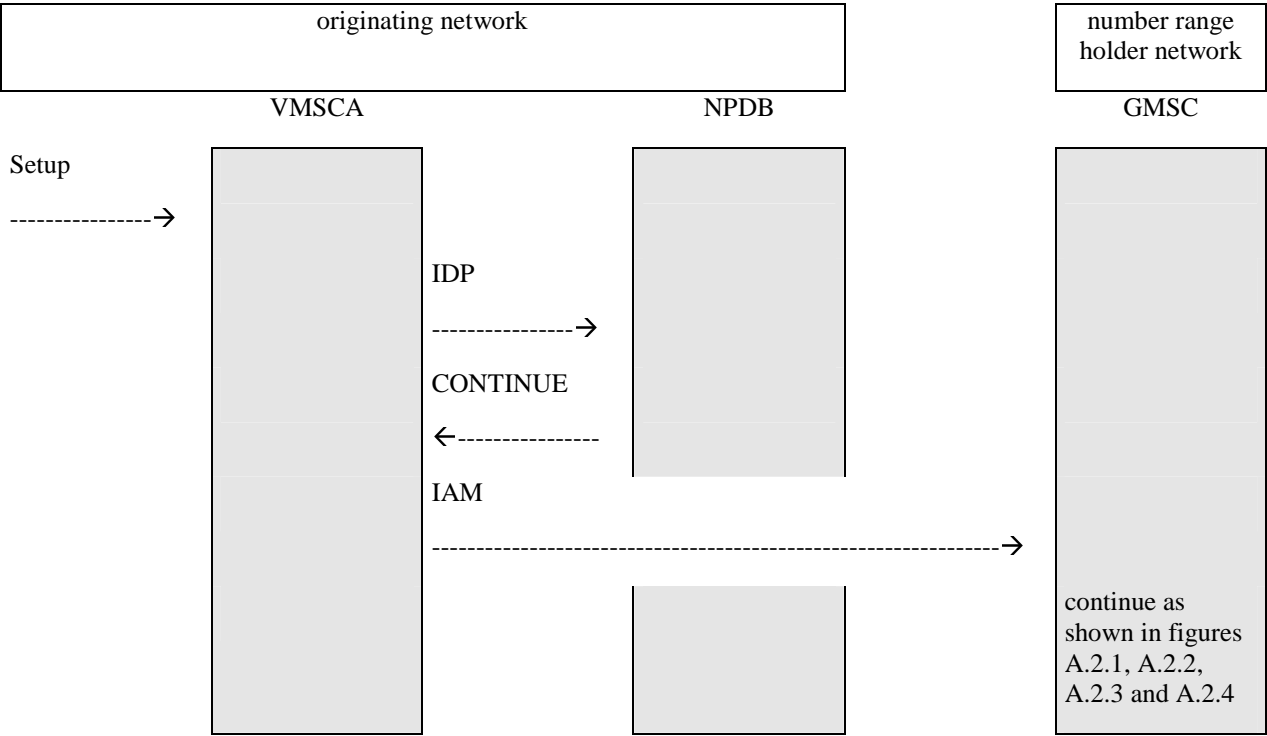 originating network
number range
holder network
VMSCA
NPDB
GMSC
Setup
----------------→
IDP
----------------→
CONTINUE
←----------------
IAM
----------------------------------------------------------------→
continue as
shown in figures
A.2.1, A.2.2,
A.2.3 and A.2.4